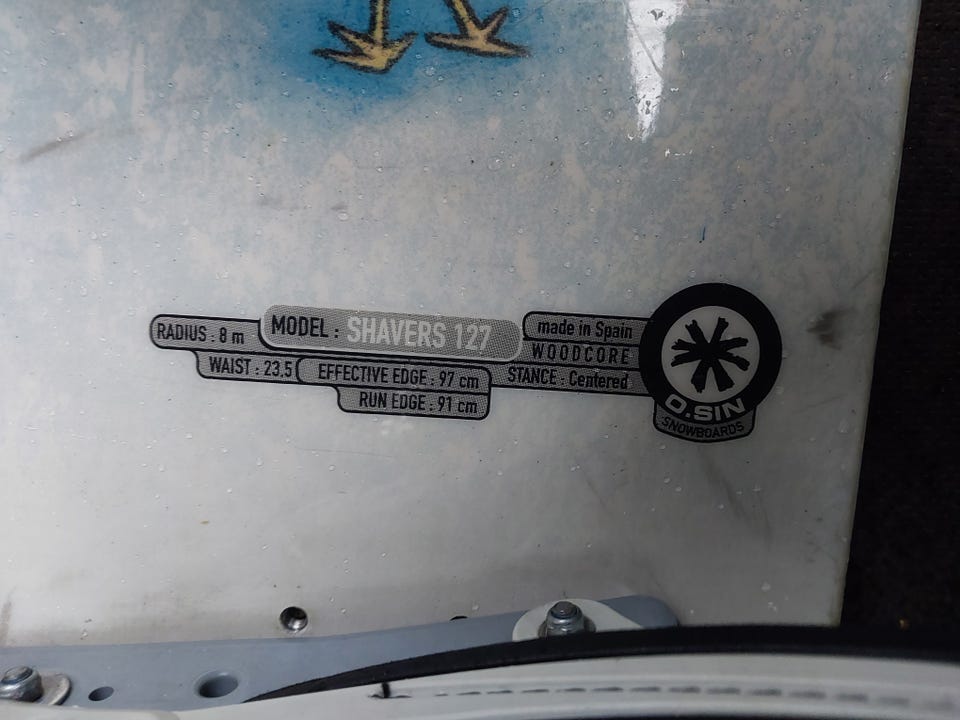 RADIUS : 8 m
MODEL : SHAVERS 127
made in Spain
WOODCORE
WAIST : 23.5
EFFECTIVE EDGE : 97 cm
STANCE : Centered
RUN EDGE : 91 cm
O.SIN
SNOWBOARDS